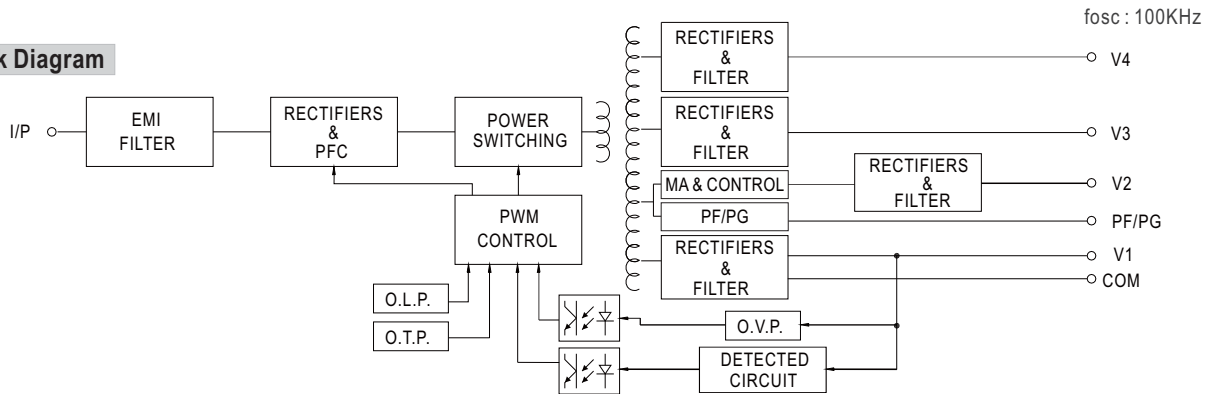 fosc : 100KHz
k Diagram
I/P
EMI
FILTER
RECTIFIERS
&
PFC
POWER
SWITCHING
PWM
CONTROL
O.L.P.
O.T.P.
RECTIFIERS
&
FILTER
V4
RECTIFIERS
&
FILTER
V3
MA & CONTROL
RECTIFIERS
&
FILTER
V2
PF/PG
PF/PG
RECTIFIERS
&
FILTER
V1
COM
O.V.P.
DETECTED
CIRCUIT